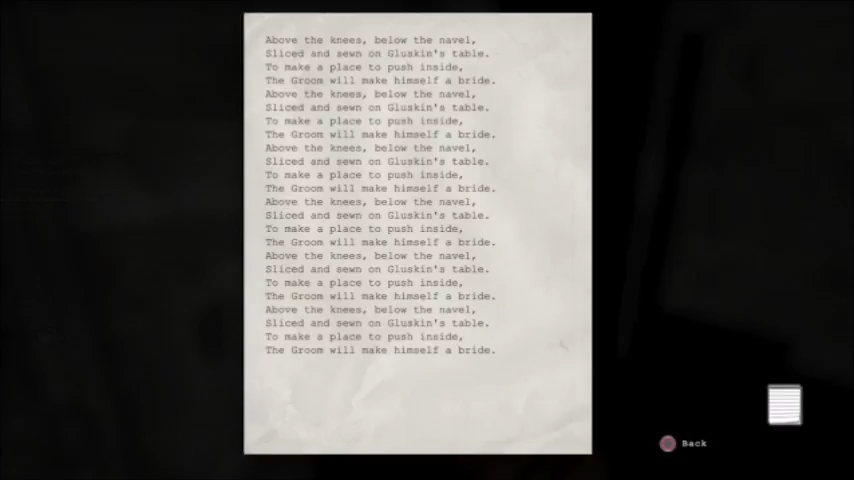 Above the knees, below the navel,
Sliced and sewn on Gluskin's table.
To make a place to push inside,
The Groom will make himself a bride.
Above the knees, below the navel,
Sliced and sewn on Gluskin's table.
To make a place to push inside,
The Groom will make himself a bride.
Above the knees, below the navel,
Sliced and sewn on Gluskin's table.
To make a place to push inside,
The Groom will make himself a bride.
Above the knees, below the navel,
Sliced and sewn on Gluskin's table.
To make a place to push inside,
The Groom will make himself a bride.
Above the knees, below the navel,
Sliced and sewn on Gluskin's table.
To make a place to push inside,
The Groom will make himself a bride.
Above the knees, below the navel,
Sliced and sewn on Gluskin's table.
To make a place to push inside,
The Groom will make himself a bride.
Back